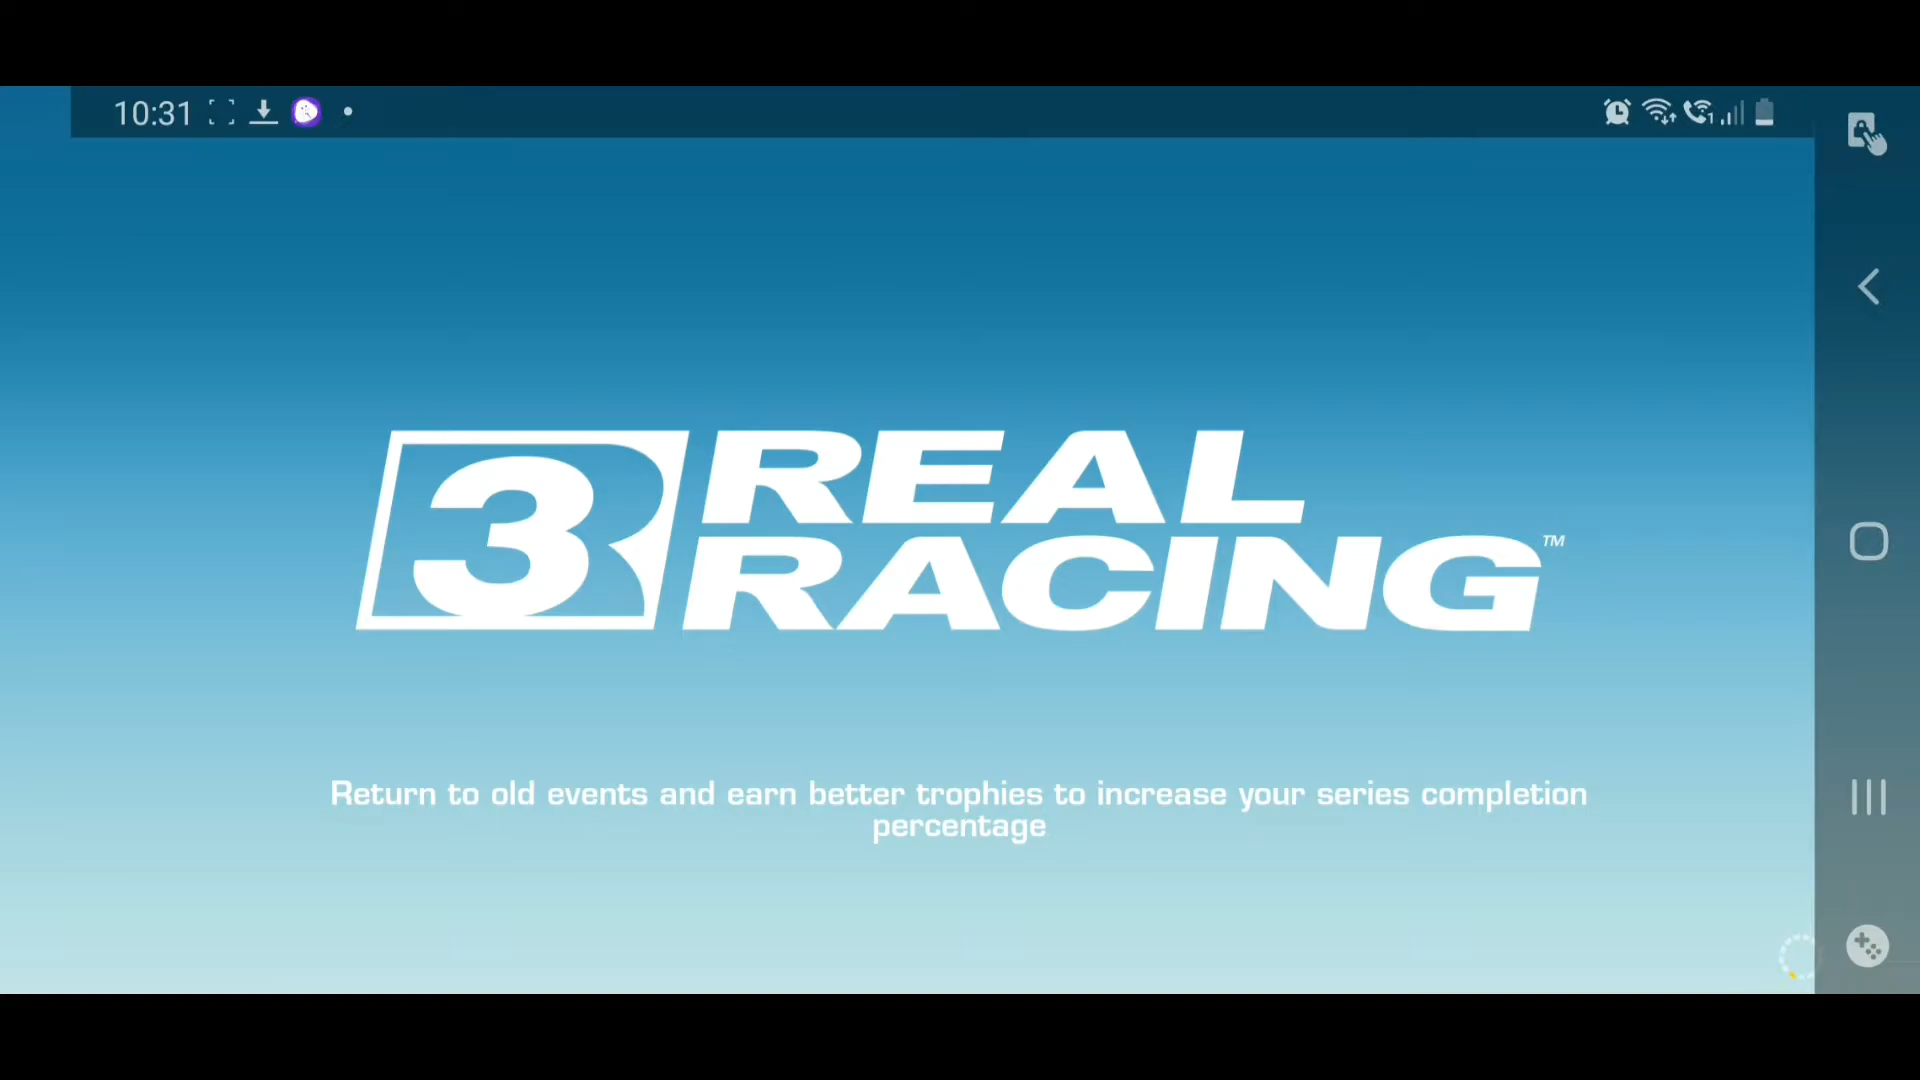 10:31
3 REAL
RACING™
Return to old events and earn better trophies to increase your series completion
percentage